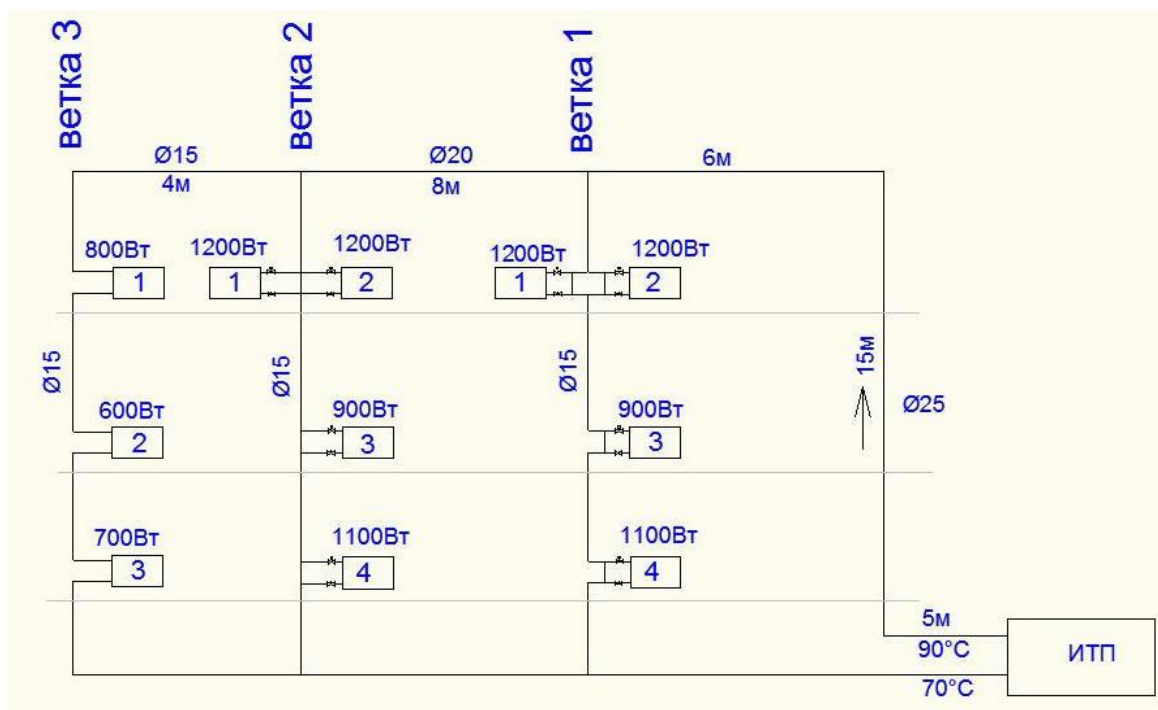 ветка 3
ветка 2
ветка 1
Ø15
Ø20
6м
4м
8м
800Вт
1200Вт
1200Вт
1200Вт
1200Вт
1
1
2
1
2
Ø15
Ø15
Ø15
15м
600Вт
900Вт
900Вт
Ø25
2
3
3
700Вт
1100Вт
1100Вт
3
4
4
5м
90°C
ИТП
70°C